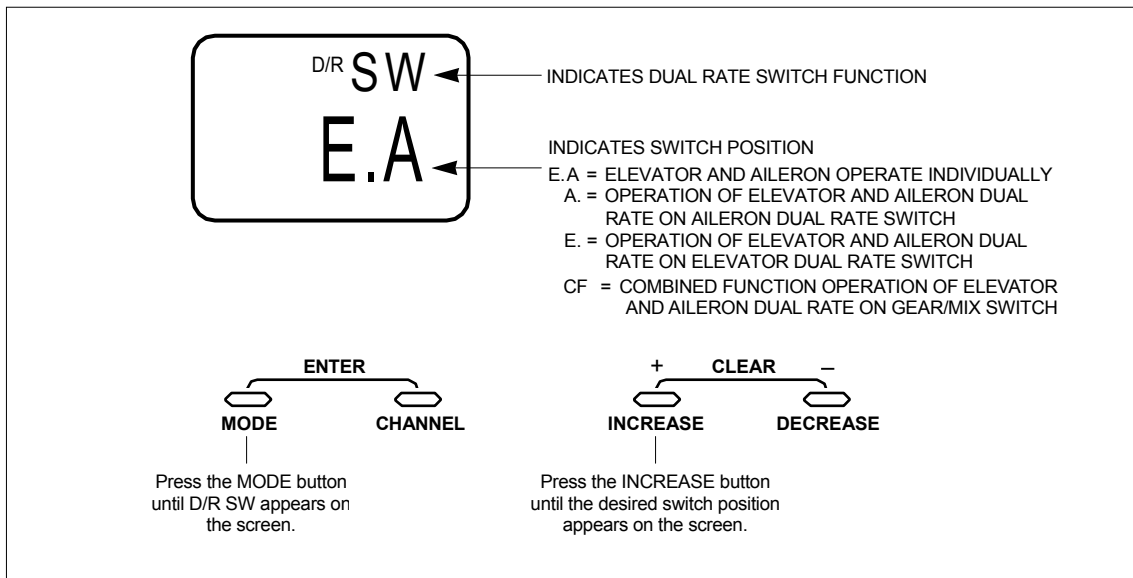 D/R SW
INDICATES DUAL RATE SWITCH FUNCTION
E.A
INDICATES SWITCH POSITION
E.A = ELEVATOR AND AILERON OPERATE INDIVIDUALLY
A. = OPERATION OF ELEVATOR AND AILERON DUAL
RATE ON AILERON DUAL RATE SWITCH
E. = OPERATION OF ELEVATOR AND AILERON DUAL
RATE ON ELEVATOR DUAL RATE SWITCH
CF = COMBINED FUNCTION OPERATION OF ELEVATOR
AND AILERON DUAL RATE ON GEAR/MIX SWITCH
ENTER
MODE CHANNEL
+ CLEAR –
INCREASE DECREASE
Press the MODE button
until D/R SW appears on
the screen.
Press the INCREASE button
until the desired switch position
appears on the screen.